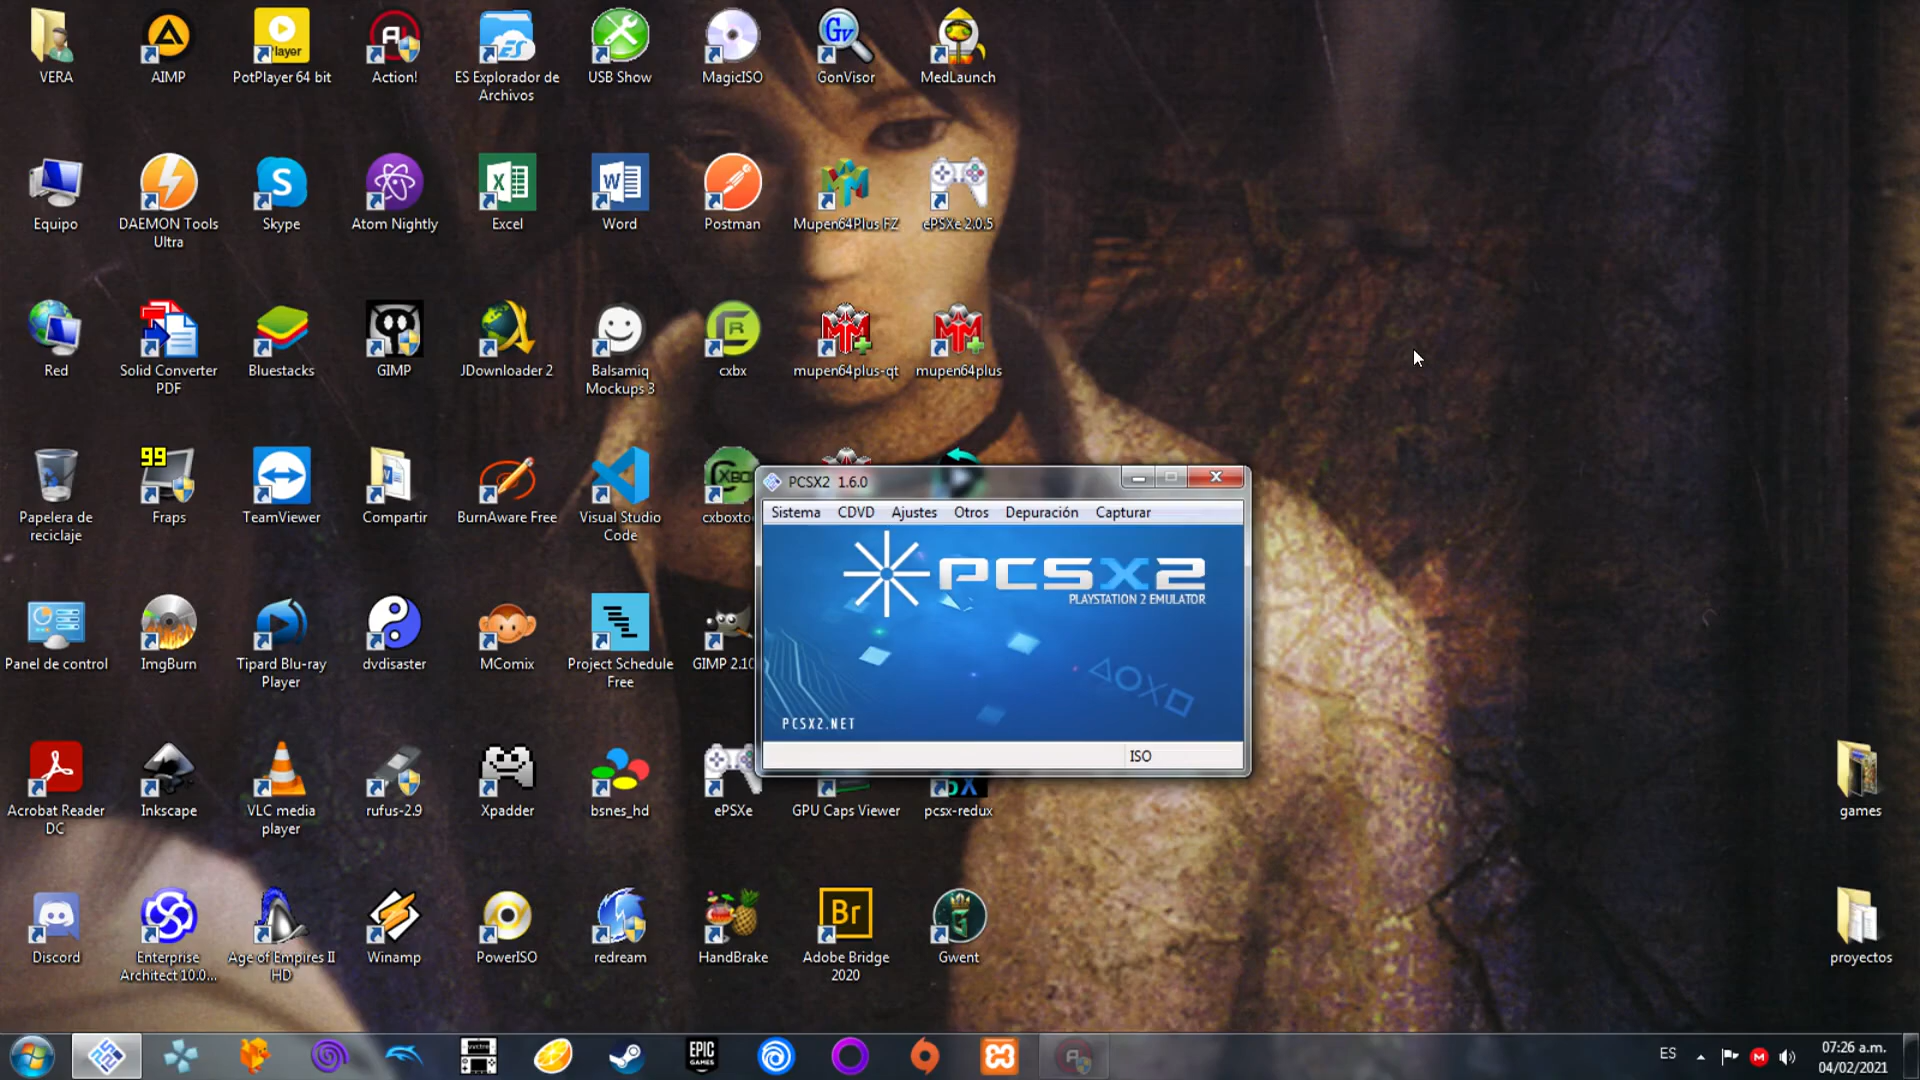 VERA
AIMP
PotPlayer 64 bit
Action!
ES Explorador de
Archivos
USB Show
MagicISO
GonVisor
MedLaunch
Equipo
DAEMON Tools
Ultra
Skype
Atom Nightly
Excel
Word
Postman
Mupen64Plus FZ
ePSXe 2.0.5
Red
Solid Converter
PDF
Bluestacks
GIMP
JDownloader 2
Balsamiq
Mockups 3
cxbx
mupen64plus-qt
mupen64plus
99
Papelera de
reciclaje
Fraps
TeamViewer
Compartir
BurnAware Free
Visual Studio
Code
cxboxto
PCSX2 1.6.0
Sistema CDVD Ajustes Otros Depuración Capturar
PCSX2
PLAYSTATION 2 EMULATOR
PCSX2.NET
ISO
Panel de control
ImgBurn
Tipard Blu-ray
Player
dvdisaster
MComix
Project Schedule
Free
GIMP 2.10
Acrobat Reader
DC
Inkscape
VLC media
player
rufus-2.9
Xpadder
bsnes_hd
ePSXe
GPU Caps Viewer
pcsx-redux
games
Discord
Enterprise
Architect 10.0...
Age of Empires II
HD
Winamp
PowerISO
redream
HandBrake
Br
Adobe Bridge
2020
Gwent
proyectos
EPIC
GAMES
ES
07:26 a.m.
04/02/2021